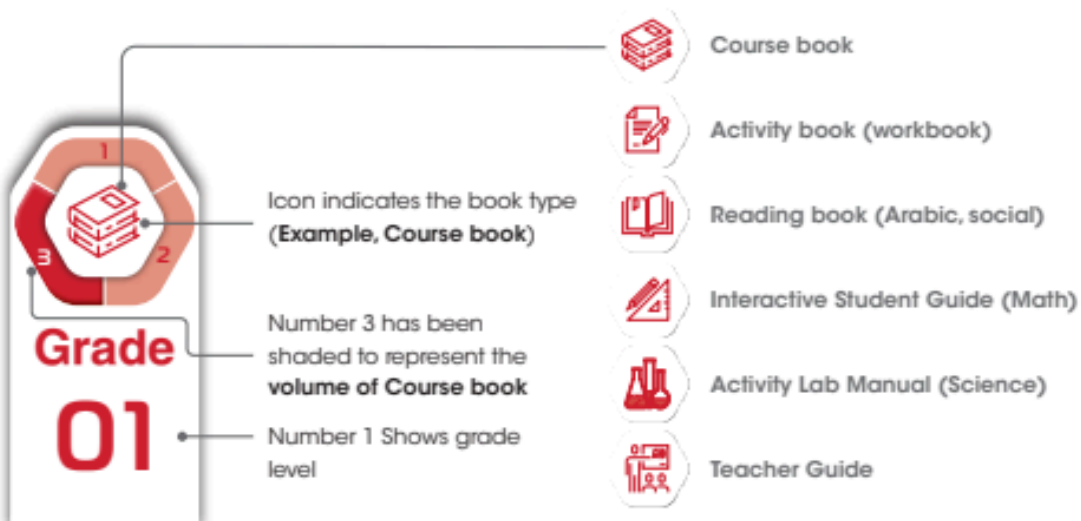 Course book
Activity book (workbook)
Reading book (Arabic, social)
Interactive Student Guide (Math)
Activity Lab Manual (Science)
Teacher Guide
1
2
3
Grade
01
Icon indicates the book type
(Example, Course book)
Number 3 has been
shaded to represent the
volume of Course book
Number 1 Shows grade
level